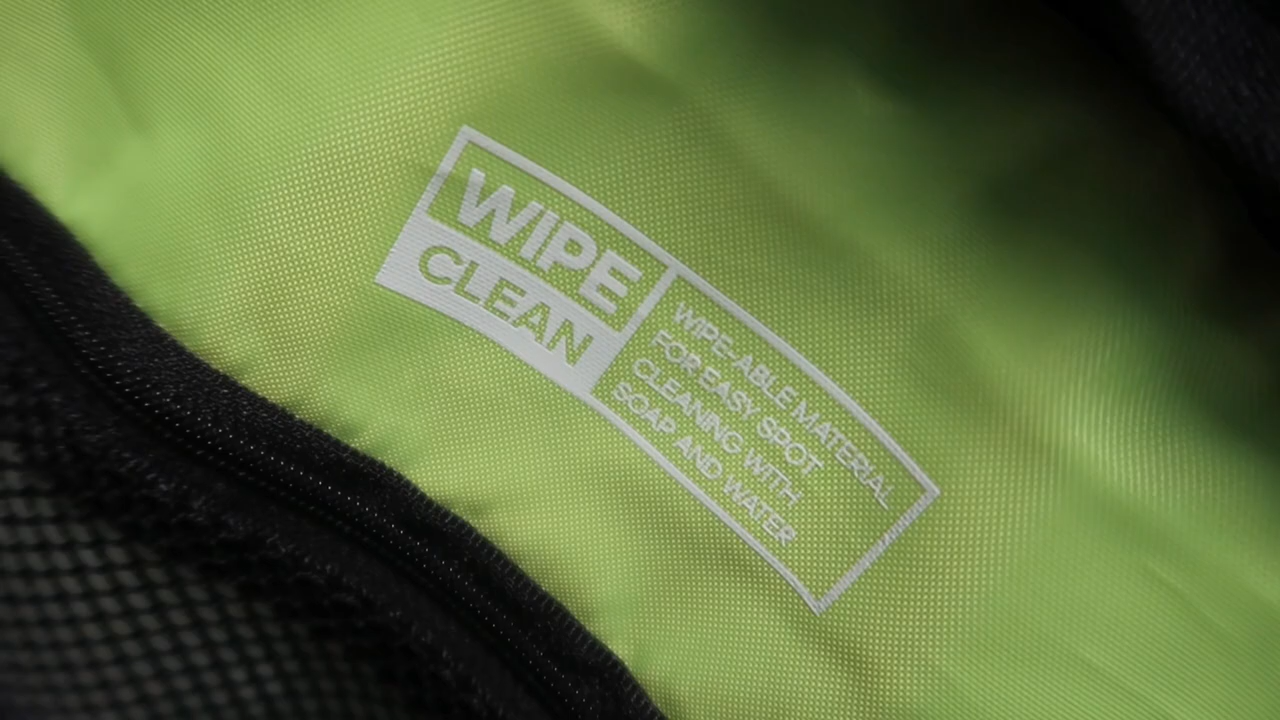 WIPE
CLEAN
WIPE-ABLE MATERIAL
FOR EASY SPOT
CLEANING WITH
SOAP AND WATER